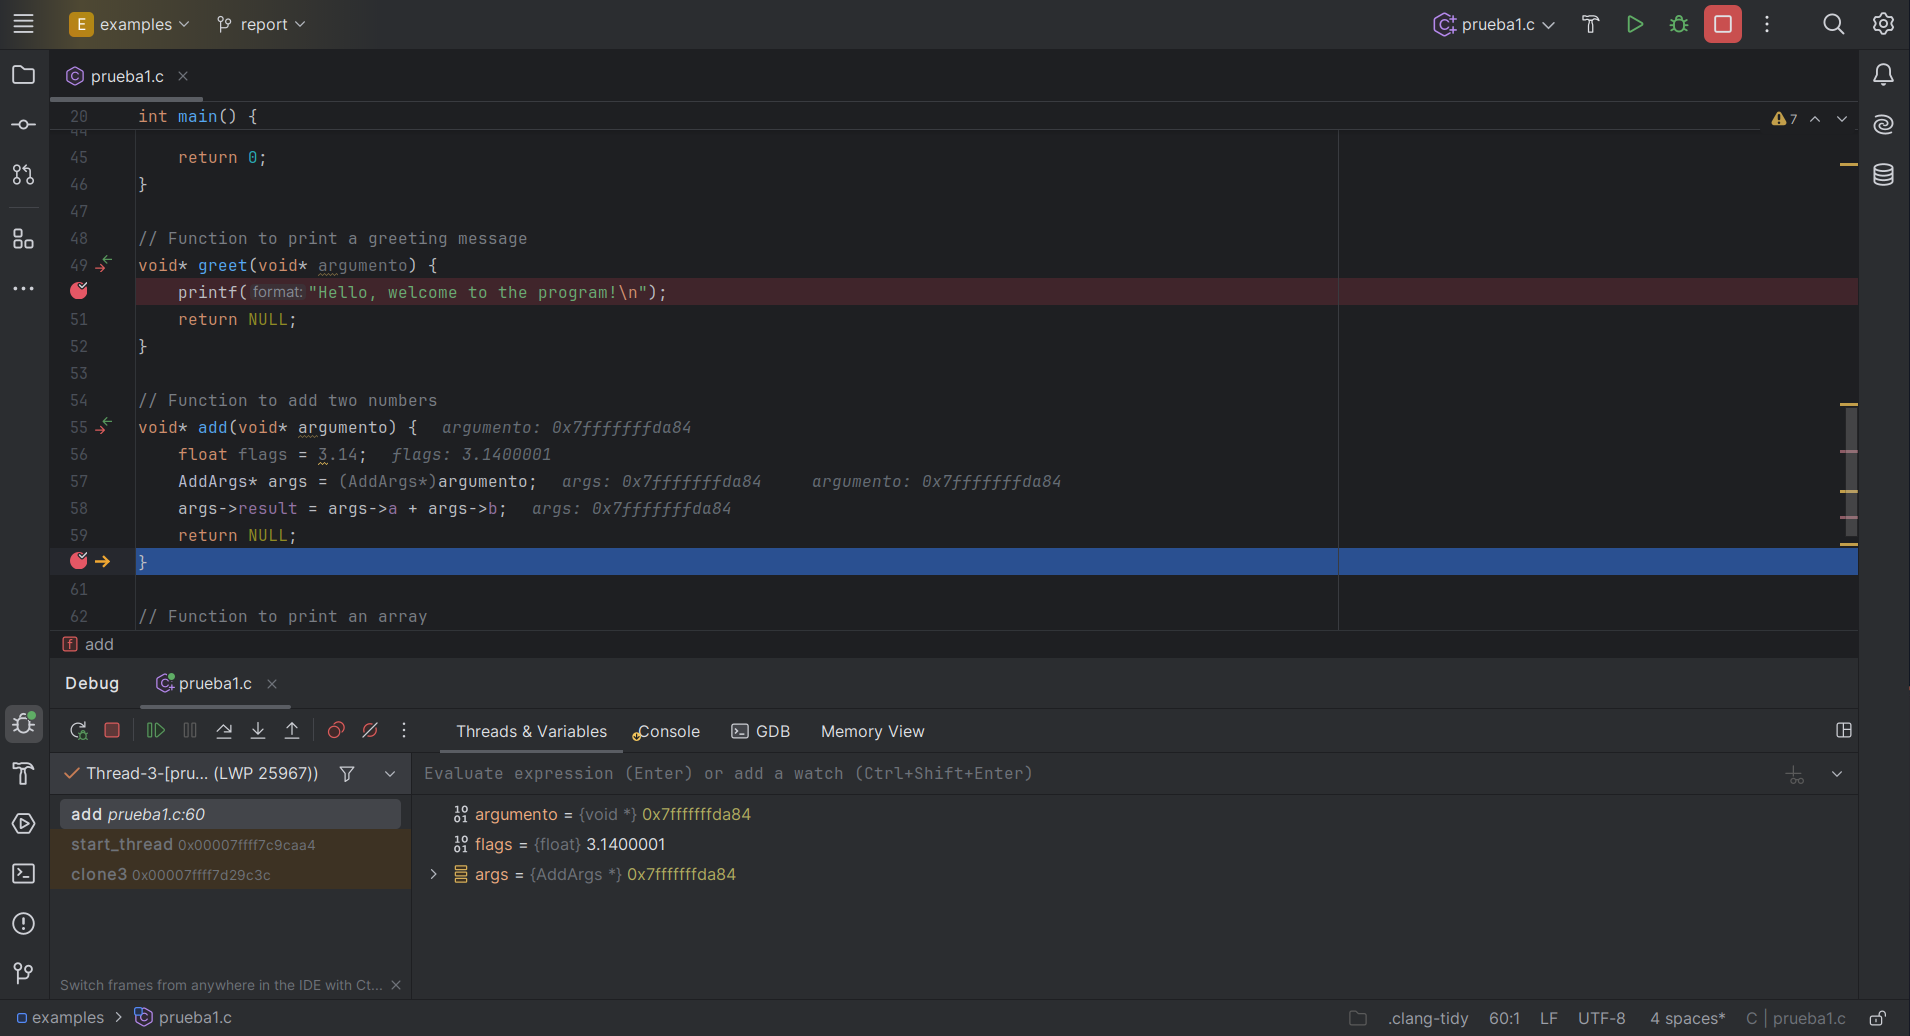 E examples report prueba1.c
prueba1.c
20 int main() {
7
44
45 return 0;
46 }
47
48 // Function to print a greeting message
49 void* greet(void* argumento) {
printf( format: "Hello, welcome to the program!\n");
51 return NULL;
52 }
53
54 // Function to add two numbers
55 void* add(void* argumento) { argumento: 0x7fffffffda84
56 float flags = 3.14; flags: 3.1400001
57 AddArgs* args = (AddArgs*)argumento; args: 0x7fffffffda84 argumento: 0x7fffffffda84
58 args->result = args->a + args->b; args: 0x7fffffffda84
59 return NULL;
}
61
62 // Function to print an array
f add
Debug prueba1.c
Threads & Variables Console GDB Memory View
Thread-3-[pru... (LWP 25967)) Evaluate expression (Enter) or add a watch (Ctrl+Shift+Enter)
add prueba1.c:60
start_thread 0x00007ffff7c9caa4
clone3 0x00007ffff7d29c3c
argumento = {void *} 0x7fffffffda84
flags = {float} 3.1400001
args = {AddArgs *} 0x7fffffffda84
Switch frames from anywhere in the IDE with Ct...
examples > prueba1.c .clang-tidy 60:1 LF UTF-8 4 spaces* C | prueba1.c